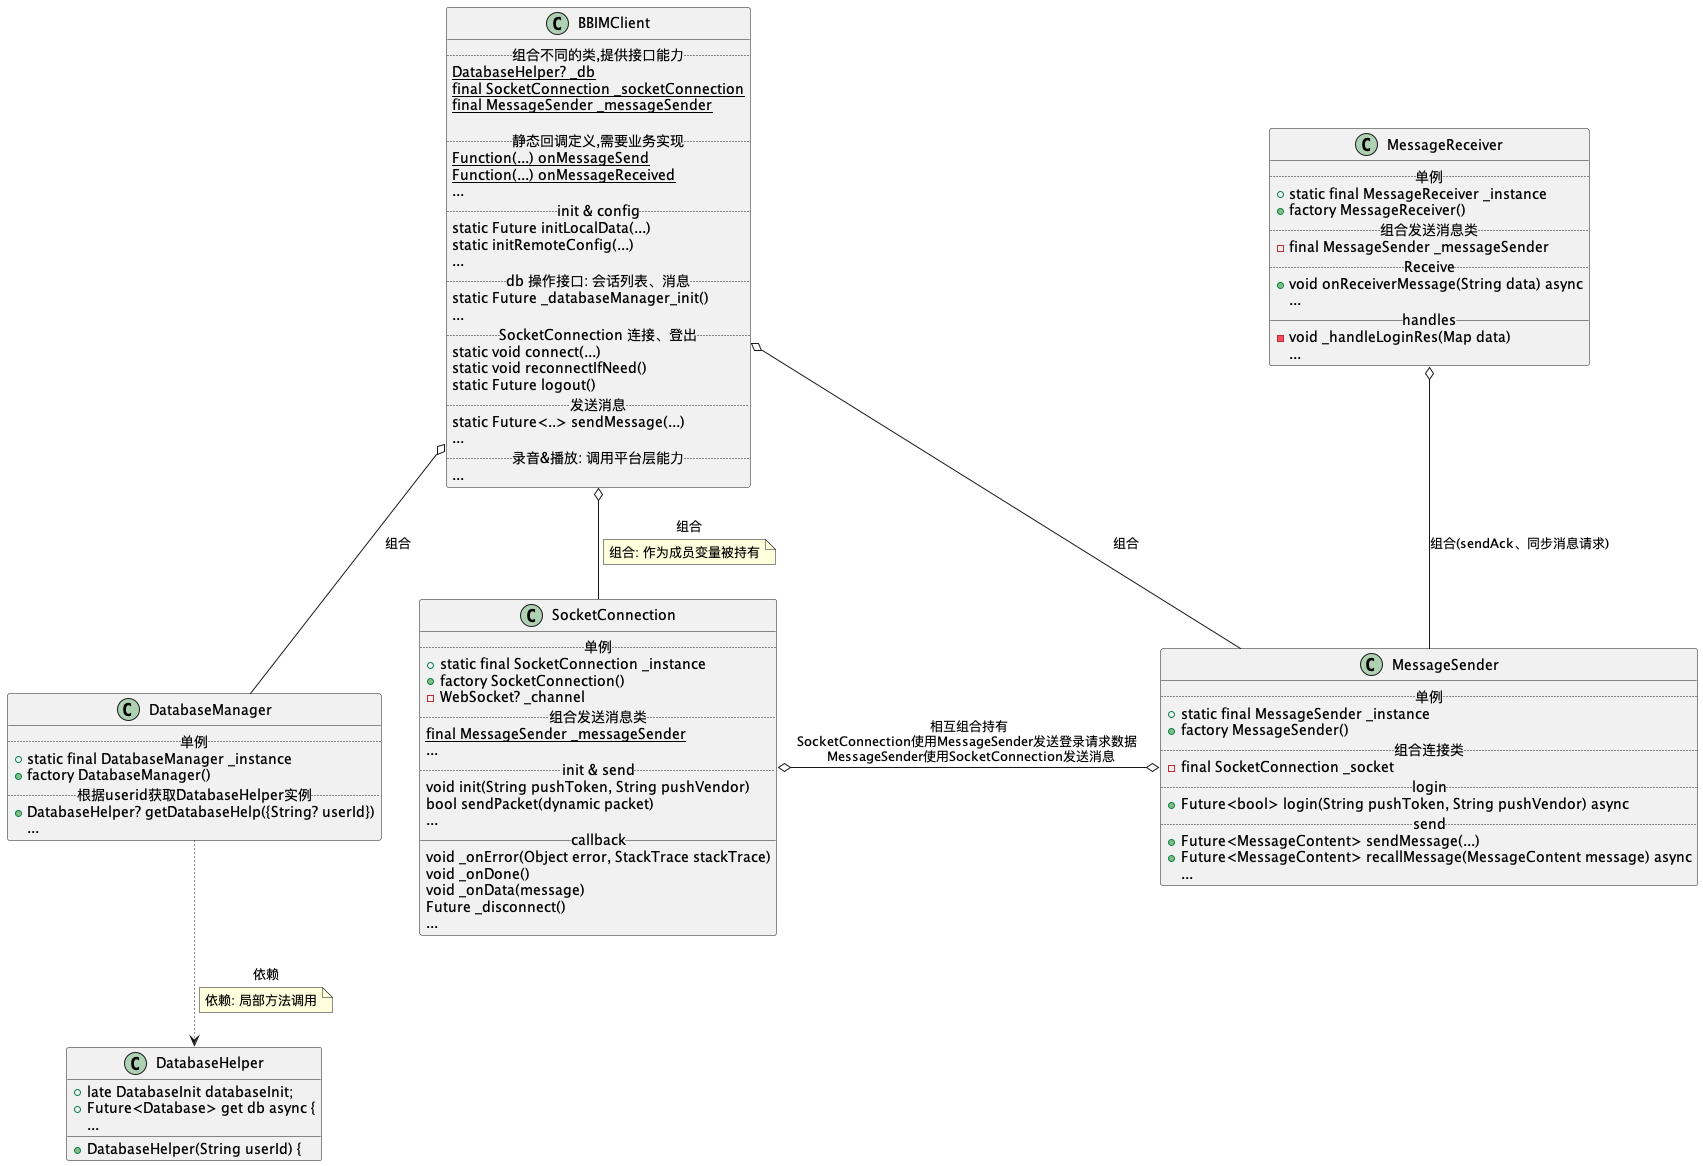 BBIMClient
组合不同的类,提供接口能力
DatabaseHelper? _db
final SocketConnection _socketConnection
final MessageSender _messageSender
静态回调定义,需要业务实现
Function(...) onMessageSend
Function(...) onMessageReceived
...
init & config
static Future initLocalData(...)
static initRemoteConfig(...)
...
db 操作接口: 会话列表、消息
static Future _databaseManager_init()
...
SocketConnection 连接、登出
static void connect(...)
static void reconnectIfNeed()
static Future logout()
发送消息
static Future<..> sendMessage(...)
...
录音&播放: 调用平台层能力
...
MessageReceiver
单例
static final MessageReceiver _instance
factory MessageReceiver()
组合发送消息类
final MessageSender _messageSender
Receive
void onReceiverMessage(String data) async
...
handles
void _handleLoginRes(Map data)
...
组合
组合
组合: 作为成员变量被持有
组合
组合(sendAck、同步消息请求)
SocketConnection
单例
static final SocketConnection _instance
factory SocketConnection()
WebSocket? _channel
组合发送消息类
final MessageSender _messageSender
...
init & send
void init(String pushToken, String pushVendor)
bool sendPacket(dynamic packet)
...
callback
void _onError(Object error, StackTrace stackTrace)
void _onDone()
void _onData(message)
Future _disconnect()
...
相互组合持有
SocketConnection使用MessageSender发送登录请求数据
MessageSender使用SocketConnection发送消息
MessageSender
单例
static final MessageSender _instance
factory MessageSender()
组合连接类
final SocketConnection _socket
login
Future<bool> login(String pushToken, String pushVendor) async
send
Future<MessageContent> sendMessage(...)
Future<MessageContent> recallMessage(MessageContent message) async
...
DatabaseManager
单例
static final DatabaseManager _instance
factory DatabaseManager()
根据userid获取DatabaseHelper实例
DatabaseHelper? getDatabaseHelp({String? userId})
...
依赖
依赖: 局部方法调用
DatabaseHelper
late DatabaseInit databaseInit;
Future<Database> get db async {
...
DatabaseHelper(String userId) {